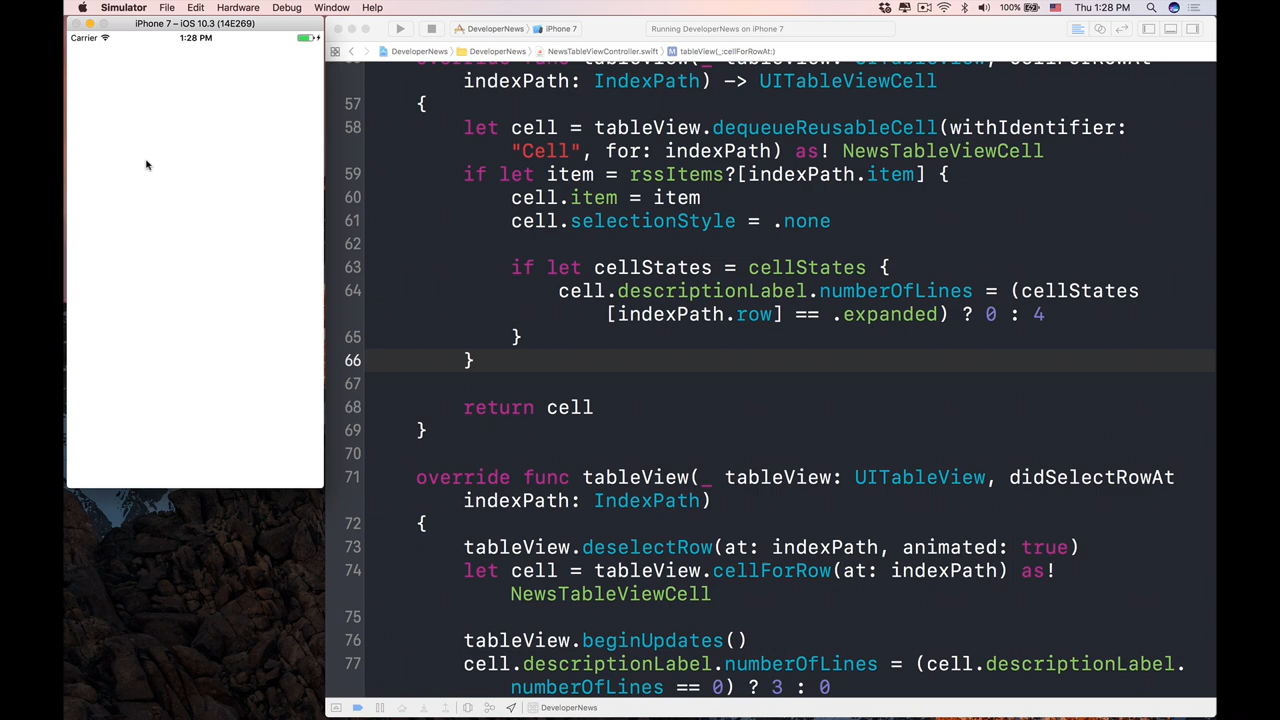 Simulator File Edit Hardware Debug Window Help 100% Thu 1:28 PM
iPhone 7 – iOS 10.3 (14E269)
Carrier 1:28 PM
DeveloperNews iPhone 7 Running DeveloperNews on iPhone 7
DeveloperNews DeveloperNews NewsTableViewController.swift tableView(_:cellForRowAt:)
override func tableView(_ tableView: UITableView, cellForRowAt
indexPath: IndexPath) -> UITableViewCell
57 {
58 let cell = tableView.dequeueReusableCell(withIdentifier:
"Cell", for: indexPath) as! NewsTableViewCell
59 if let item = rssItems?[indexPath.item] {
60 cell.item = item
61 cell.selectionStyle = .none
62
63 if let cellStates = cellStates {
64 cell.descriptionLabel.numberOfLines = (cellStates
[indexPath.row] == .expanded) ? 0 : 4
65 }
66 }
67
68 return cell
69 }
70
71 override func tableView(_ tableView: UITableView, didSelectRowAt
indexPath: IndexPath)
72 {
73 tableView.deselectRow(at: indexPath, animated: true)
74 let cell = tableView.cellForRow(at: indexPath) as!
NewsTableViewCell
75
76 tableView.beginUpdates()
77 cell.descriptionLabel.numberOfLines = (cell.descriptionLabel.
numberOfLines == 0) ? 3 : 0
DeveloperNews